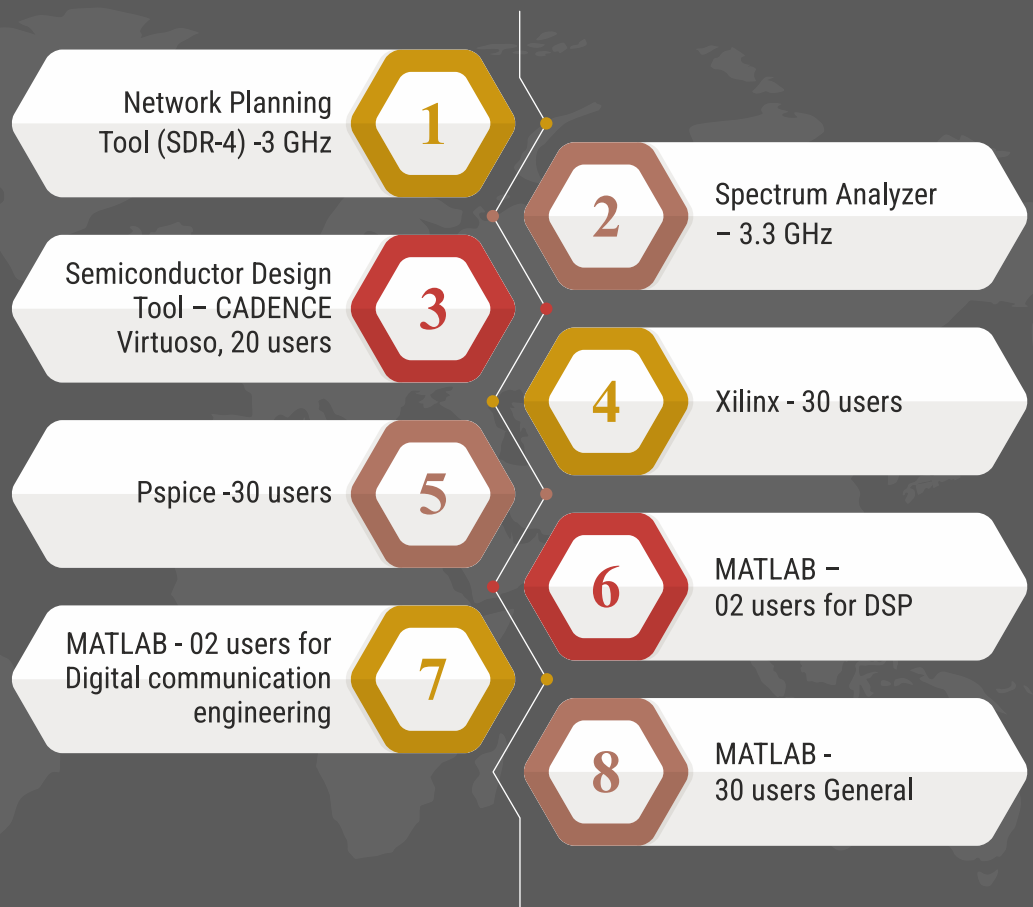 1
Network Planning
Tool (SDR-4) -3 GHz
2
Spectrum Analyzer
– 3.3 GHz
3
Semiconductor Design
Tool – CADENCE
Virtuoso, 20 users
4
Xilinx - 30 users
5
Pspice -30 users
6
MATLAB –
02 users for DSP
7
MATLAB - 02 users for
Digital communication
engineering
8
MATLAB -
30 users General